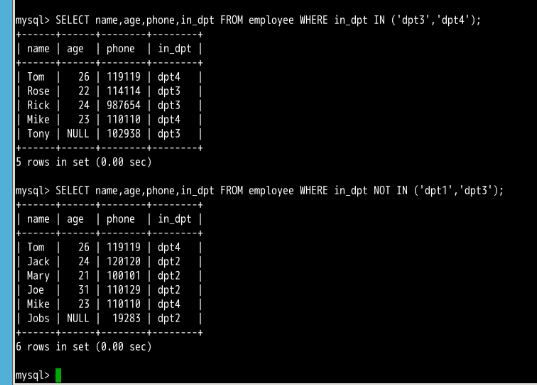 mysql> SELECT name,age,phone,in_dpt FROM employee WHERE in_dpt IN ('dpt3','dpt4');
+------+------+--------+--------+
| name | age  | phone  | in_dpt |
+------+------+--------+--------+
| Tom  |   26 | 119119 | dpt4   |
| Rose |   22 | 114114 | dpt3   |
| Rick |   24 | 987654 | dpt3   |
| Mike |   23 | 110110 | dpt4   |
| Tony | NULL | 102938 | dpt3   |
+------+------+--------+--------+
5 rows in set (0.00 sec)
mysql> SELECT name,age,phone,in_dpt FROM employee WHERE in_dpt NOT IN ('dpt1','dpt3');
+------+------+--------+--------+
| name | age  | phone  | in_dpt |
+------+------+--------+--------+
| Tom  |   26 | 119119 | dpt4   |
| Jack |   24 | 120120 | dpt2   |
| Mary |   21 | 100101 | dpt2   |
| Joe  |   31 | 110129 | dpt2   |
| Mike |   23 | 110110 | dpt4   |
| Jobs | NULL |  19283 | dpt2   |
+------+------+--------+--------+
6 rows in set (0.00 sec)
mysql>